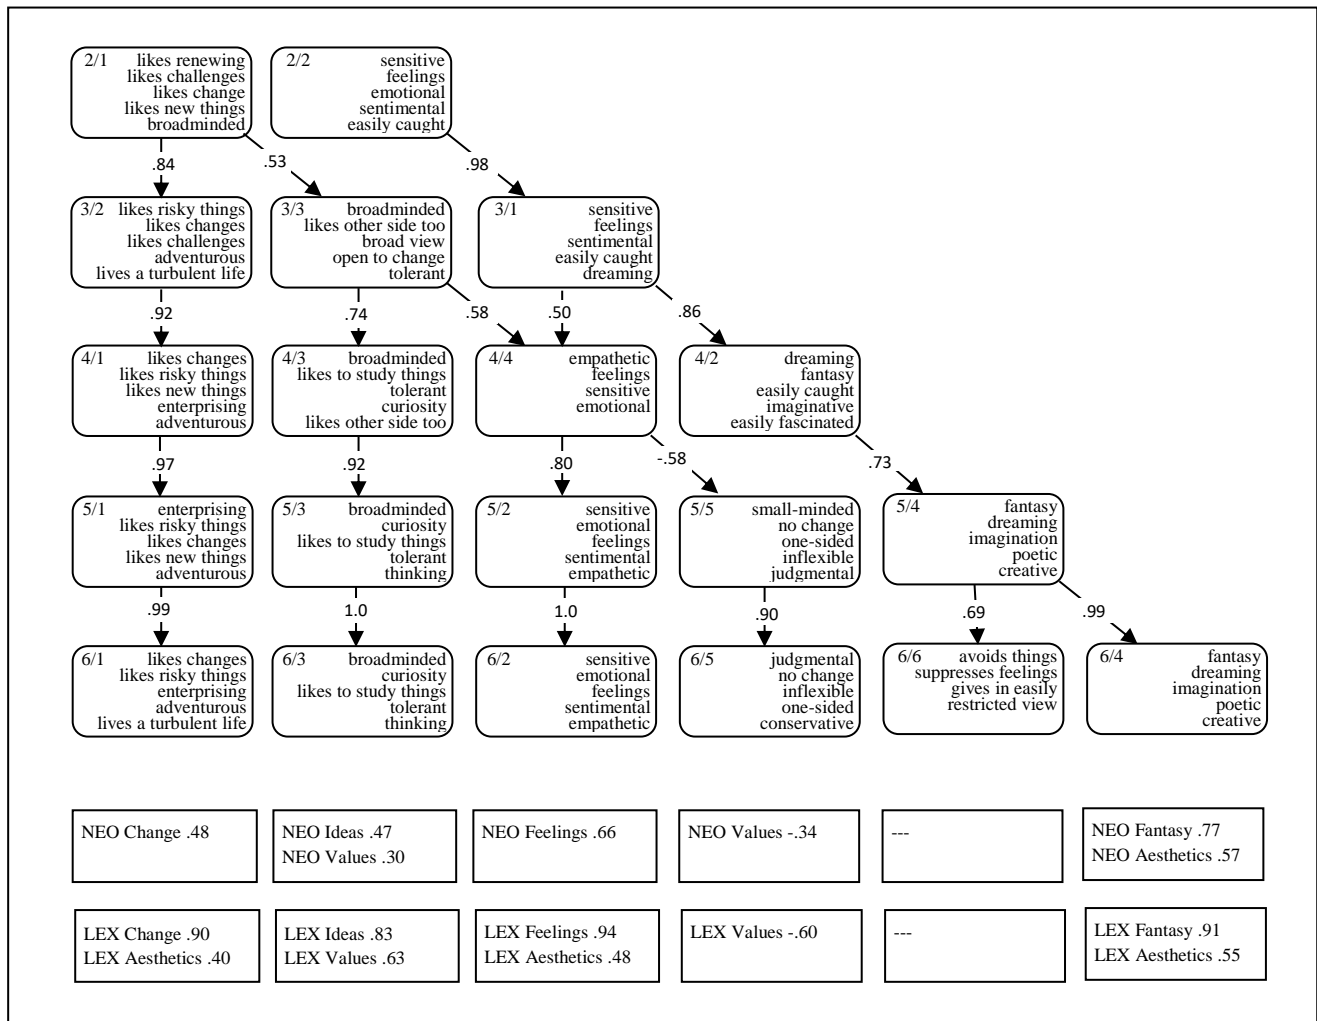 2/1 likes renewing
likes challenges
likes change
likes new things
broadminded
2/2 sensitive
feelings
emotional
sentimental
easily caught
.84
.53
.98
3/2 likes risky things
likes changes
likes challenges
adventurous
lives a turbulent life
3/3 broadminded
likes other side too
broad view
open to change
tolerant
3/1 sensitive
feelings
sentimental
easily caught
dreaming
.92
.74
.58
.50
.86
4/1 likes changes
likes risky things
likes new things
enterprising
adventurous
4/3 broadminded
likes to study things
tolerant
curiosity
likes other side too
4/4 empathetic
feelings
sensitive
emotional
4/2 dreaming
fantasy
easily caught
imaginative
easily fascinated
.97
.92
.80
-.58
.73
5/1 enterprising
likes risky things
likes changes
likes new things
adventurous
5/3 broadminded
curiosity
likes to study things
tolerant
thinking
5/2 sensitive
emotional
feelings
sentimental
empathetic
5/5 small-minded
no change
one-sided
inflexible
judgmental
5/4 fantasy
dreaming
imagination
poetic
creative
.99
1.0
1.0
.90
.69
.99
6/1 likes changes
likes risky things
enterprising
adventurous
lives a turbulent life
6/3 broadminded
curiosity
likes to study things
tolerant
thinking
6/2 sensitive
emotional
feelings
sentimental
empathetic
6/5 judgmental
no change
inflexible
one-sided
conservative
6/6 avoids things
suppresses feelings
gives in easily
restricted view
6/4 fantasy
dreaming
imagination
poetic
creative
NEO Change .48
NEO Ideas .47
NEO Values .30
NEO Feelings .66
NEO Values -.34
---
NEO Fantasy .77
NEO Aesthetics .57
LEX Change .90
LEX Aesthetics .40
LEX Ideas .83
LEX Values .63
LEX Feelings .94
LEX Aesthetics .48
LEX Values -.60
---
LEX Fantasy .91
LEX Aesthetics .55